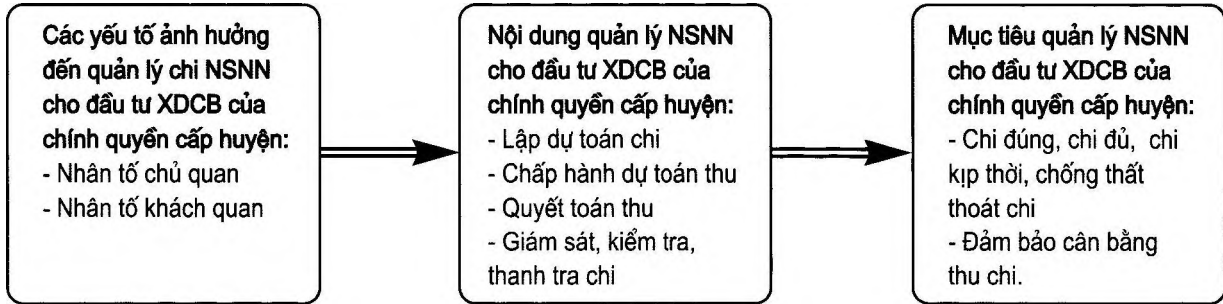 Các yếu tố ảnh hưởng
đến quản lý chi NSNN
cho đầu tư XDCB của
chính quyền cấp huyện:
- Nhân tố chủ quan
- Nhân tố khách quan
Nội dung quản lý NSNN
cho đầu tư XDCB của
chính quyền cấp huyện:
- Lập dự toán chi
- Chấp hành dự toán thu
- Quyết toán thu
- Giám sát, kiểm tra,
thanh tra chi
Mục tiêu quản lý NSNN
cho đầu tư XDCB của
chính quyền cấp huyện:
- Chi đúng, chi đủ, chi
kịp thời, chống thất
thoát chi
- Đảm bảo cân bằng
thu chi.